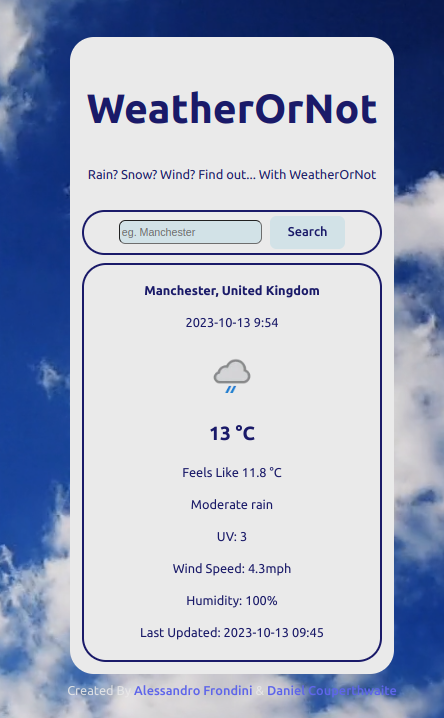 WeatherOrNot
Rain? Snow? Wind? Find out... With WeatherOrNot
eg. Manchester Search
Manchester, United Kingdom
2023-10-13 9:54
13 °C
Feels Like 11.8 °C
Moderate rain
UV: 3
Wind Speed: 4.3mph
Humidity: 100%
Last Updated: 2023-10-13 09:45
Created By Alessandro Frondini & Daniel Couperthwaite